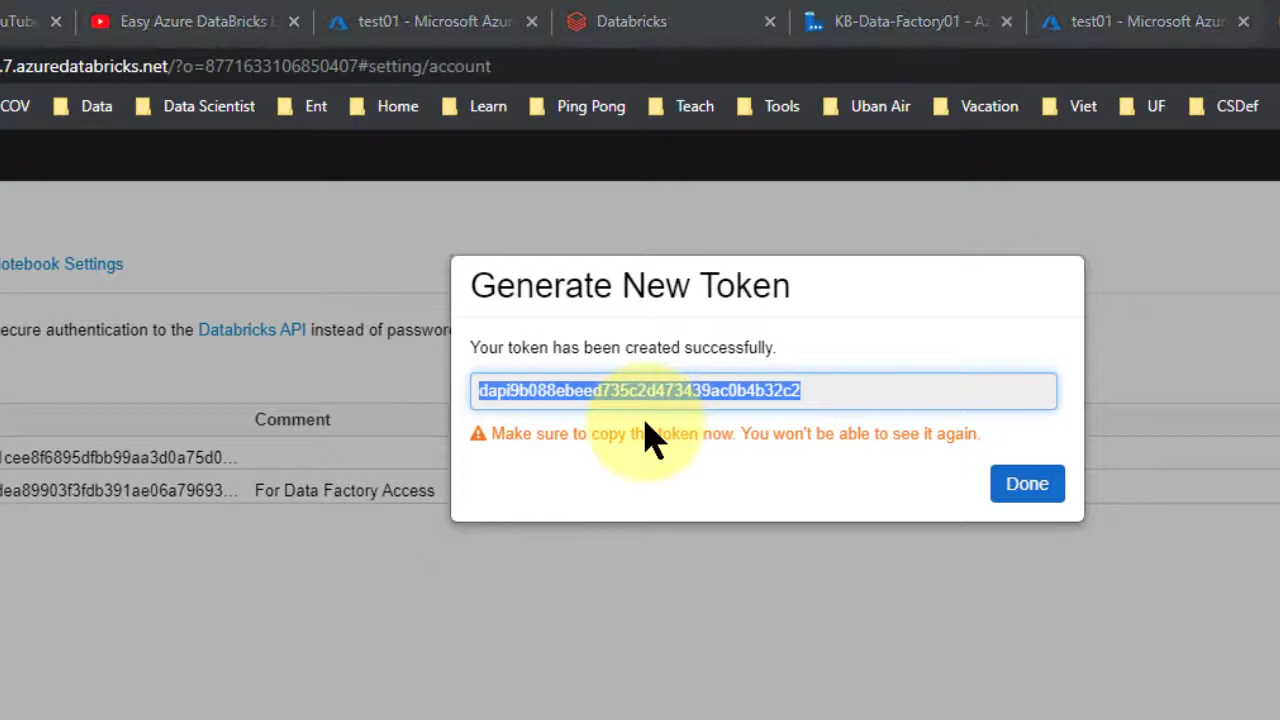 uTub
Easy Azure DataBricks
test01 - Microsoft Azur
Databricks
KB-Data-Factory01 - Az
test01 - Microsoft Azur
.7.azuredatabricks.net/?o=8771633106850407#setting/account
COV
Data
Data Scientist
Ent
Home
Learn
Ping Pong
Teach
Tools
Uban Air
Vacation
Viet
UF
CSDef
Generate New Token
otebook Settings
Your token has been created successfully.
ecure authentication to the Databricks API instead of passwor
dapi9b088ebeed735c2d473439ac0b4b32c2
Comment
Make sure to copy the token now. You won't be able to see it again.
cee8f6895dfbb99aa3d0a75d0...
Done
dea89903f3fdb391ae06a79693... For Data Factory Access